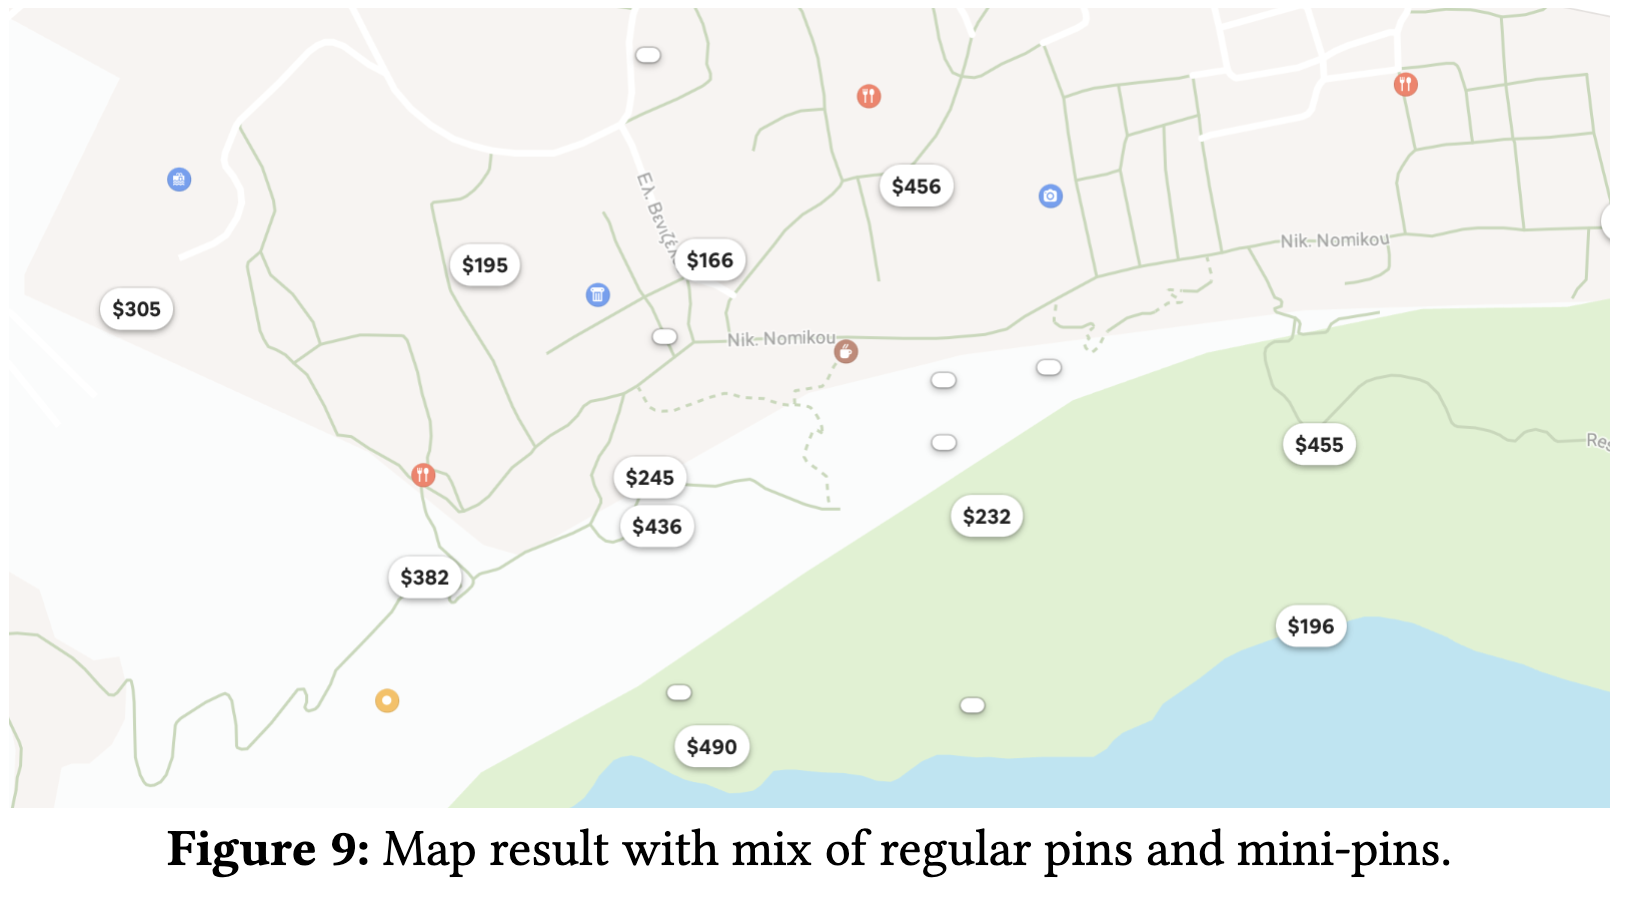 $456
Ελ. Βενιζέλ
Nik. Nomikou
$166
$195
$305
Nik. Nomikou
$455
Res
$245
$232
$436
$382
$196
$490
Figure 9: Map result with mix of regular pins and mini-pins.